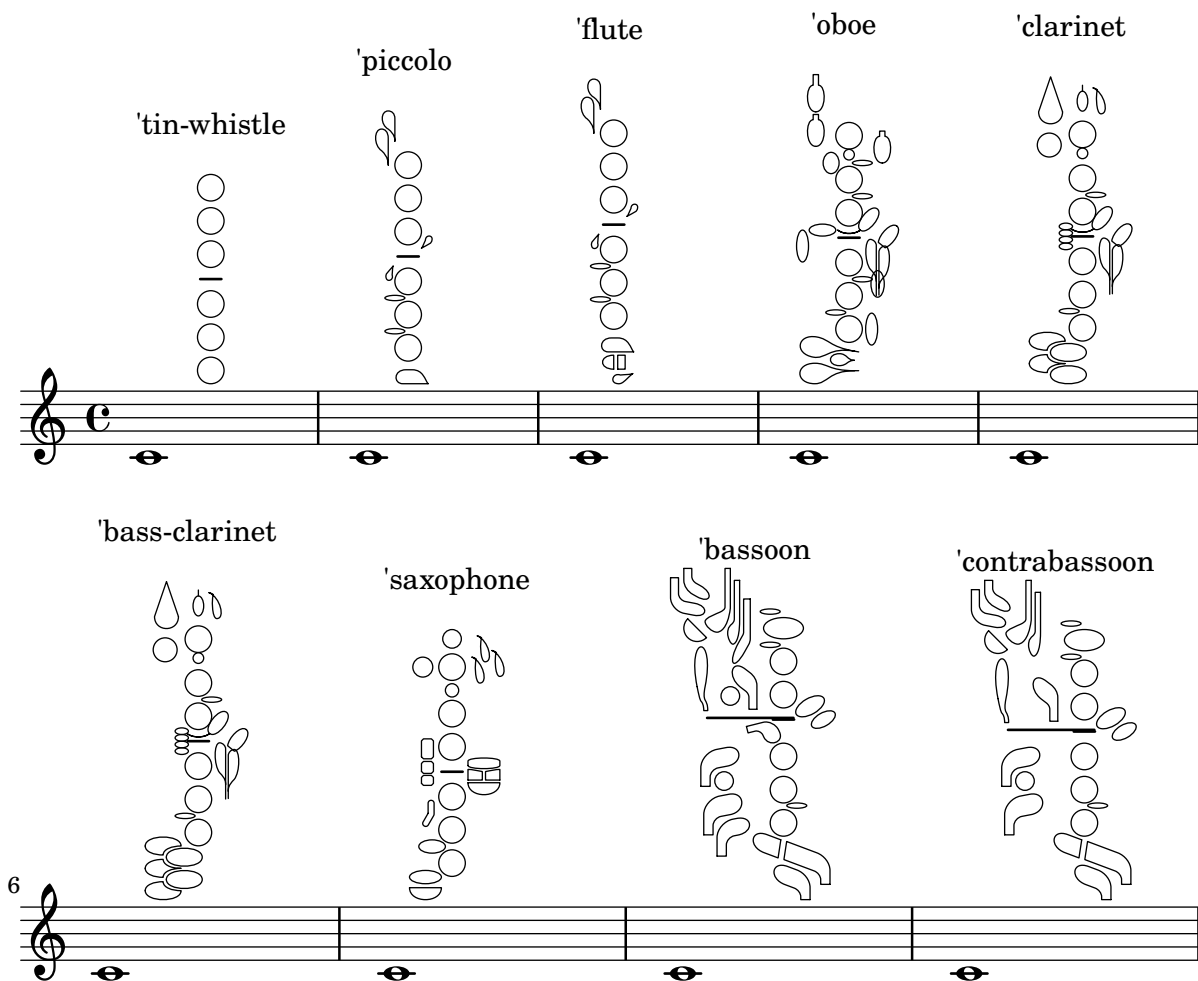 'tin-whistle
'piccolo
'flute
'oboe
'clarinet
'bass-clarinet
'saxophone
'bassoon
'contrabassoon
6